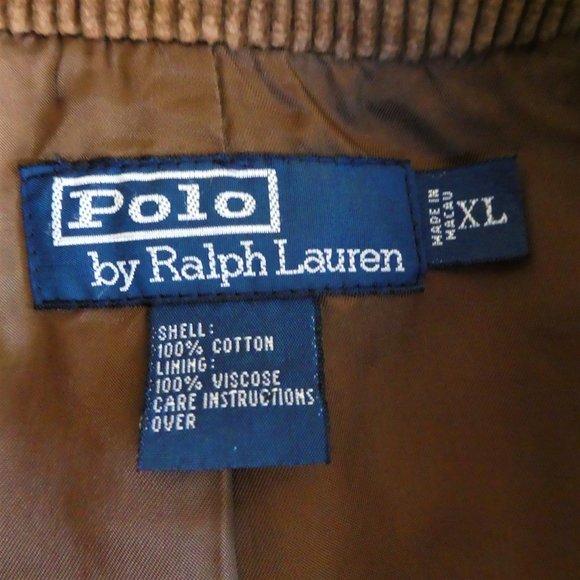 Polo
by Ralph Lauren
MADE IN
MACAU
XL
SHELL:
100% COTTON
LINING:
100% VISCOSE
CARE INSTRUCTIONS
OVER